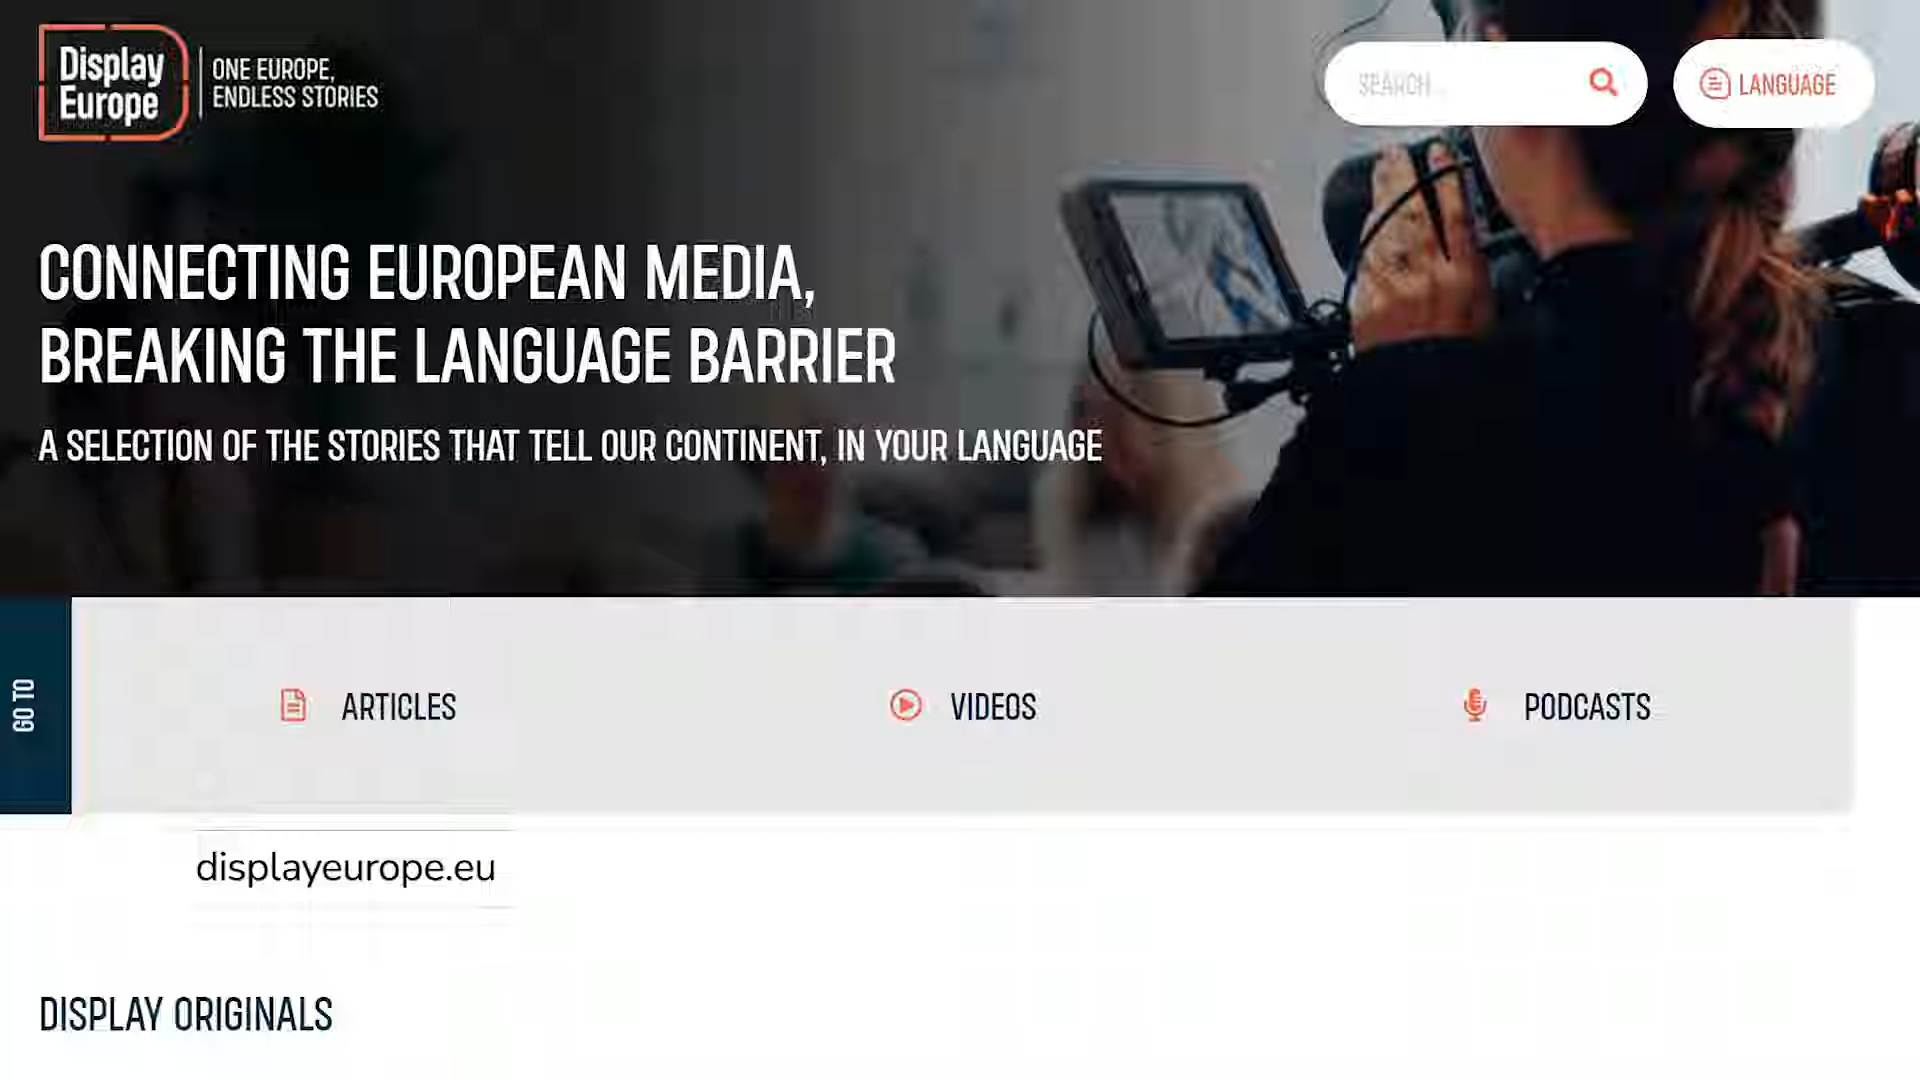 Display
Europe
ONE EUROPE,
ENDLESS STORIES
SEARCH...
LANGUAGE
CONNECTING EUROPEAN MEDIA,
BREAKING THE LANGUAGE BARRIER
A SELECTION OF THE STORIES THAT TELL OUR CONTINENT, IN YOUR LANGUAGE
GO TO
ARTICLES
VIDEOS
PODCASTS
displayeurope.eu
DISPLAY ORIGINALS